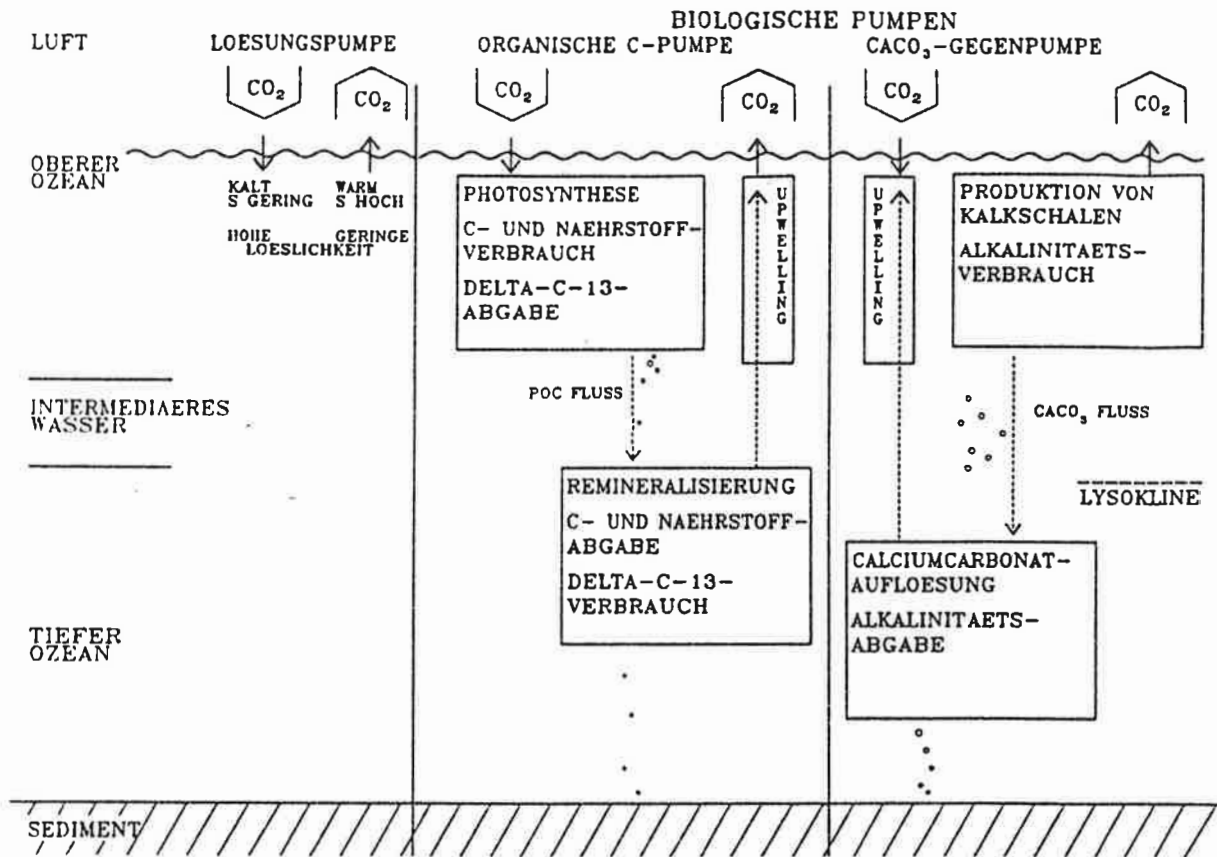 BIOLOGISCHE PUMPEN
LUFT
LOESUNGSPUMPE
ORGANISCHE C-PUMPE
CACO₃-GEGENPUMPE
CO₂
CO₂
CO₂
CO₂
CO₂
CO₂
OBERER
OZEAN
KALT
S GERING
WARM
S HOCH
HOHE
GERINGE
LOESLICHKEIT
PHOTOSYNTHESE
C- UND NAEHRSTOFF-
VERBRAUCH
DELTA-C-13-
ABGABE
UPWELLING
UPWELLING
PRODUKTION VON
KALKSCHALEN
ALKALINITAETS-
VERBRAUCH
INTERMEDIAERES
WASSER
POC FLUSS
CACO₃ FLUSS
LYSOKLINE
REMINERALISIERUNG
C- UND NAEHRSTOFF-
ABGABE
DELTA-C-13-
VERBRAUCH
CALCIUMCARBONAT-
AUFLOESUNG
ALKALINITAETS-
ABGABE
TIEFER
OZEAN
SEDIMENT